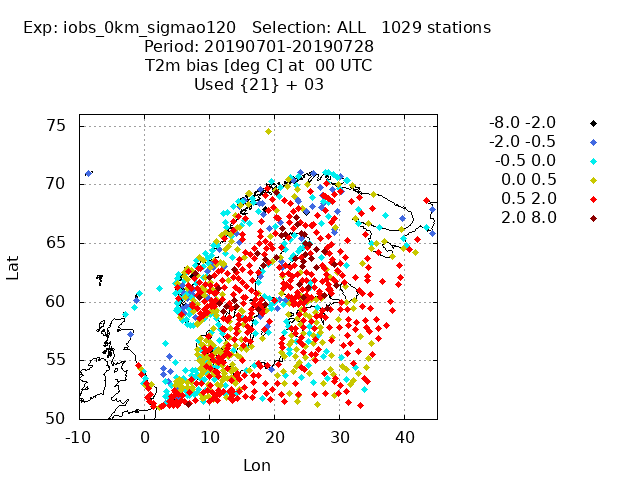 Exp: iobs_0km_sigmao120   Selection: ALL   1029 stations
Period: 20190701-20190728
T2m bias [deg C] at  00 UTC
Used {21} + 03
-8.0 -2.0
-2.0 -0.5
-0.5 0.0
0.0 0.5
0.5 2.0
2.0 8.0
75
70
65
60
55
50
Lat
-10 0 10 20 30 40
Lon